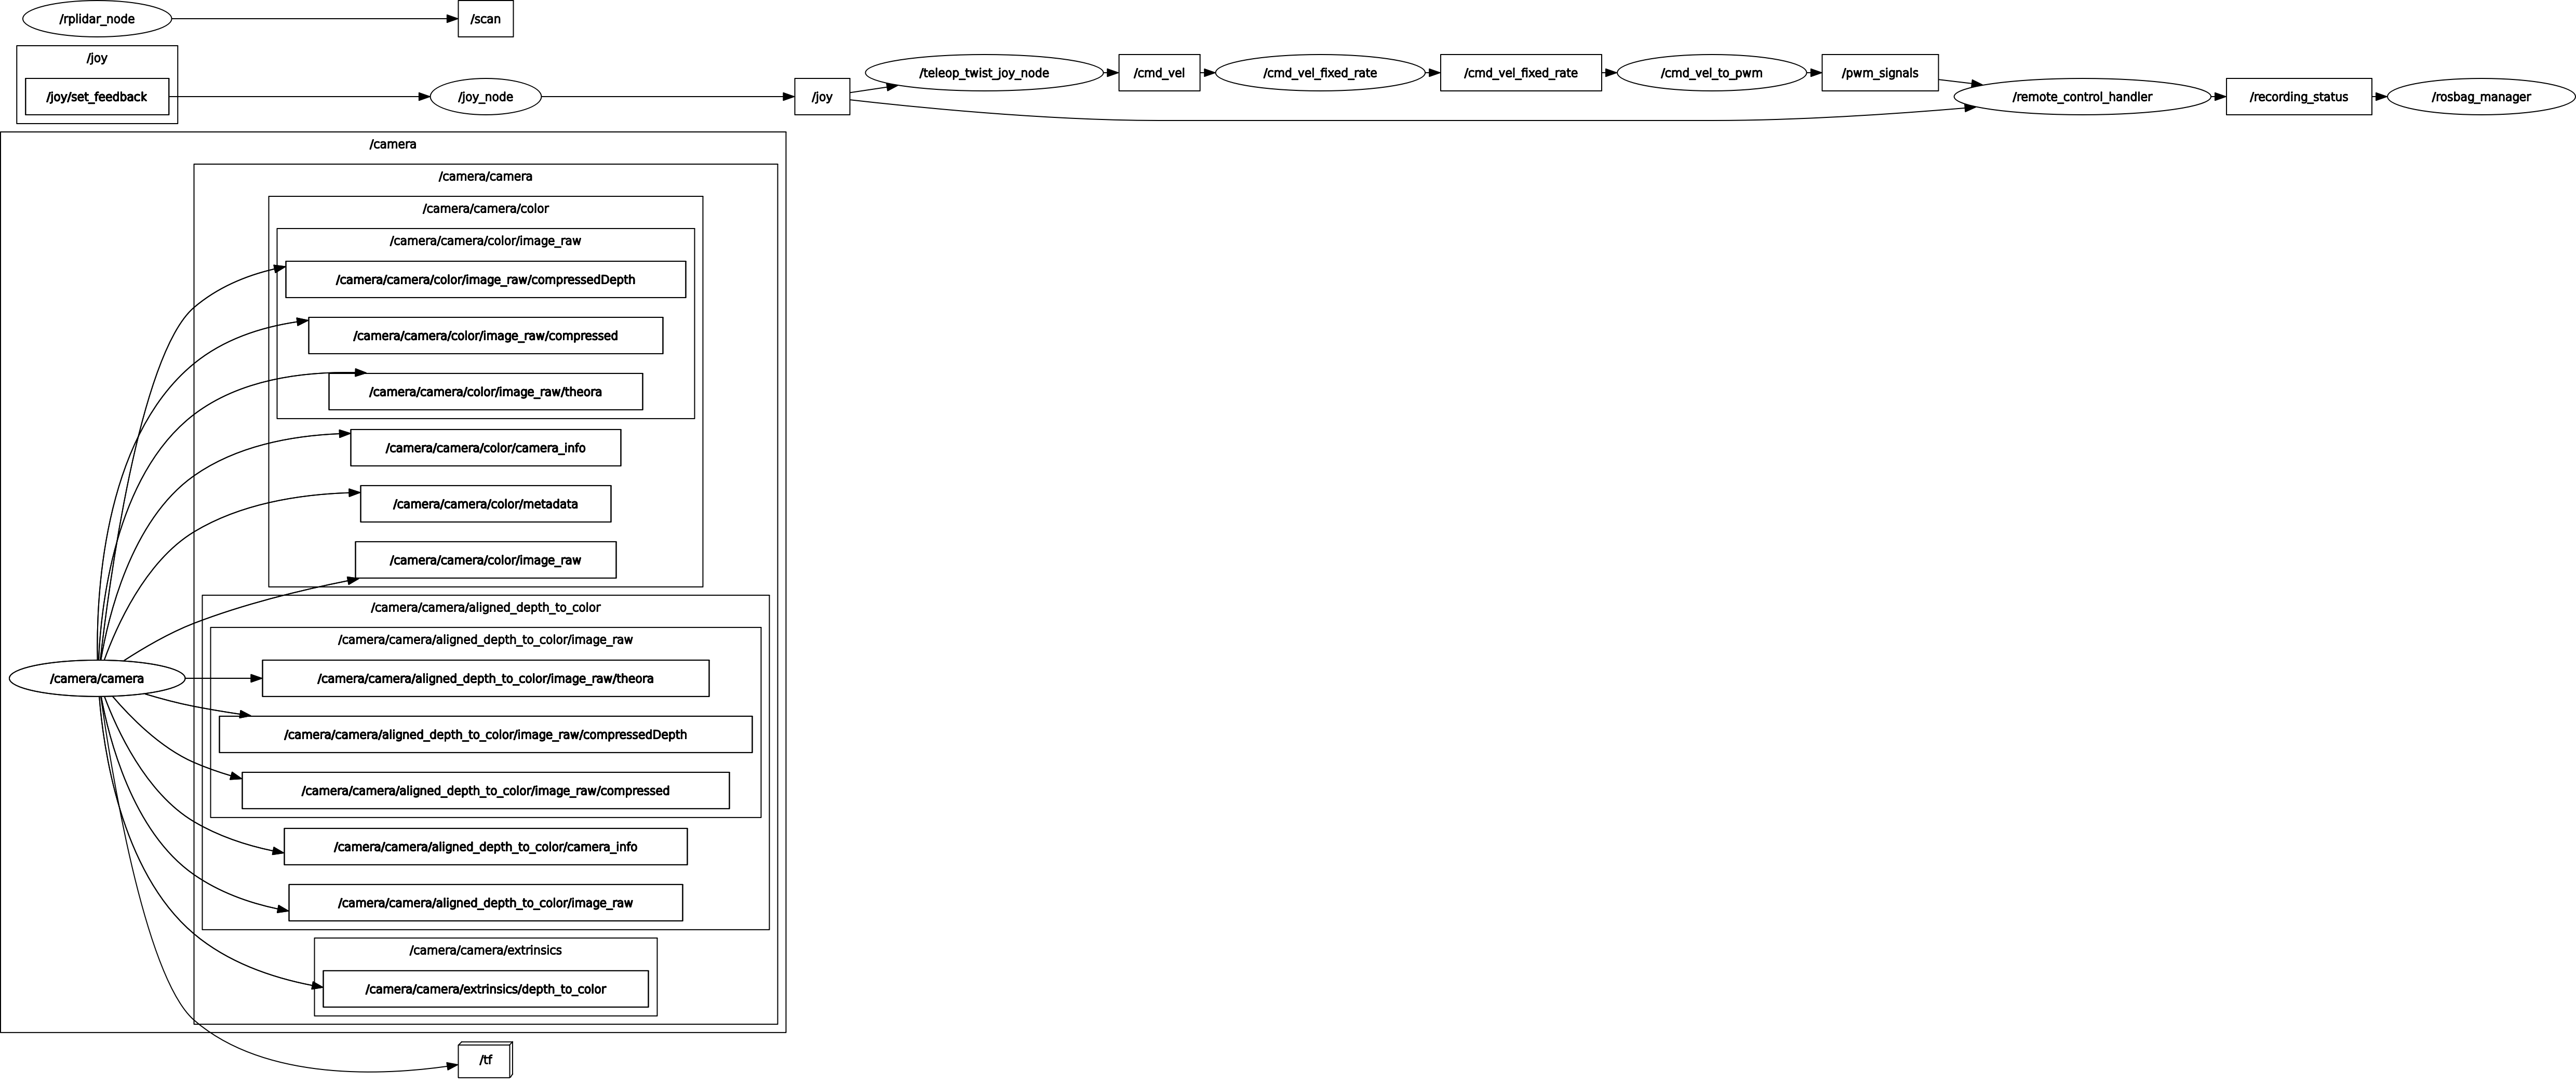 /rplidar_node
/scan
/joy
/joy/set_feedback
/joy_node
/joy
/teleop_twist_joy_node
/cmd_vel
/cmd_vel_fixed_rate
/cmd_vel_fixed_rate
/cmd_vel_to_pwm
/pwm_signals
/remote_control_handler
/recording_status
/rosbag_manager
/camera
/camera/camera
/camera/camera/color
/camera/camera/color/image_raw
/camera/camera/color/image_raw/compressedDepth
/camera/camera/color/image_raw/compressed
/camera/camera/color/image_raw/theora
/camera/camera/color/camera_info
/camera/camera/color/metadata
/camera/camera/color/image_raw
/camera/camera/aligned_depth_to_color
/camera/camera/aligned_depth_to_color/image_raw
/camera/camera
/camera/camera/aligned_depth_to_color/image_raw/theora
/camera/camera/aligned_depth_to_color/image_raw/compressedDepth
/camera/camera/aligned_depth_to_color/image_raw/compressed
/camera/camera/aligned_depth_to_color/camera_info
/camera/camera/aligned_depth_to_color/image_raw
/camera/camera/extrinsics
/camera/camera/extrinsics/depth_to_color
/tf